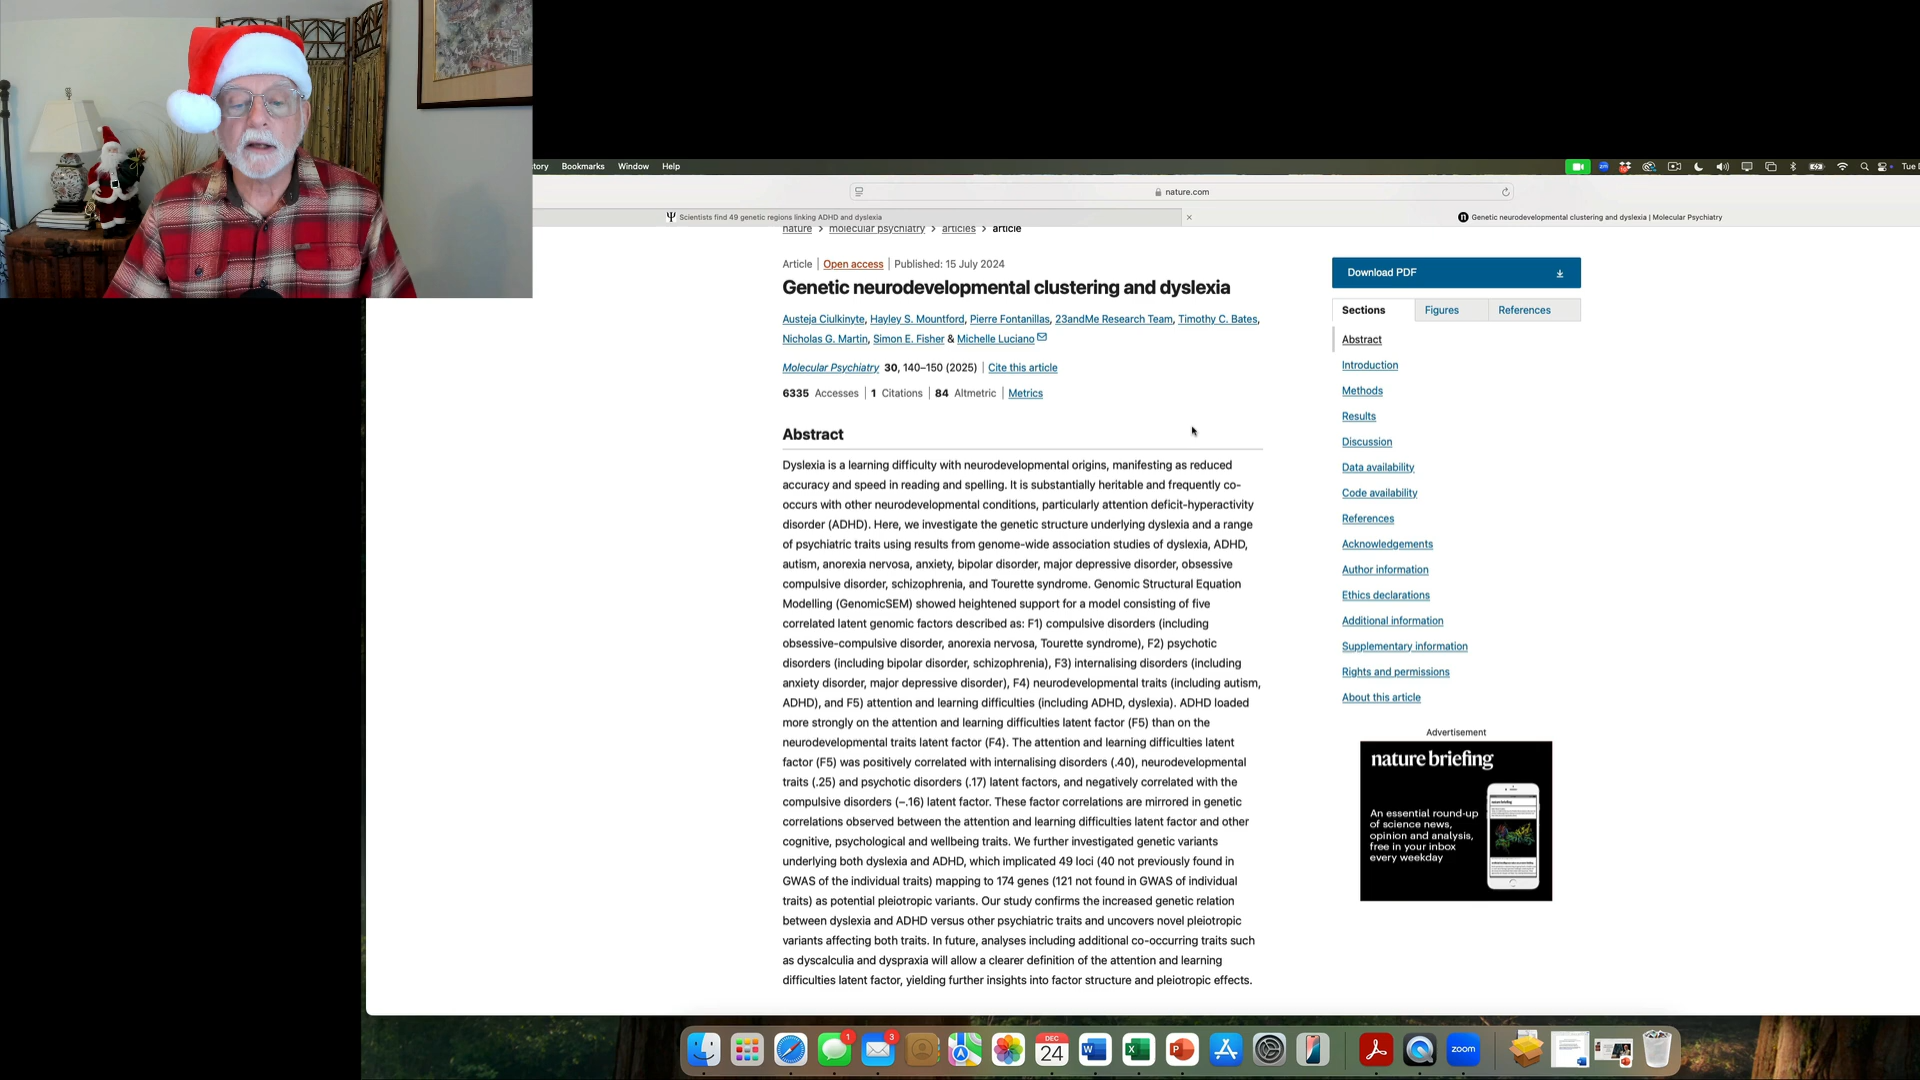 tory Bookmarks Window Help
Tue
nature.com
Scientists find 49 genetic regions linking ADHD and dyslexia
Genetic neurodevelopmental clustering and dyslexia | Molecular Psychiatry
nature > molecular psychiatry > articles > article
Article | Open access | Published: 15 July 2024
Genetic neurodevelopmental clustering and dyslexia
Austeja Ciulkinyte, Hayley S. Mountford, Pierre Fontanillas, 23andMe Research Team, Timothy C. Bates,
Nicholas G. Martin, Simon E. Fisher & Michelle Luciano
Molecular Psychiatry 30, 140–150 (2025) | Cite this article
6335 Accesses | 1 Citations | 84 Altmetric | Metrics
Abstract
Dyslexia is a learning difficulty with neurodevelopmental origins, manifesting as reduced
accuracy and speed in reading and spelling. It is substantially heritable and frequently co-
occurs with other neurodevelopmental conditions, particularly attention deficit-hyperactivity
disorder (ADHD). Here, we investigate the genetic structure underlying dyslexia and a range
of psychiatric traits using results from genome-wide association studies of dyslexia, ADHD,
autism, anorexia nervosa, anxiety, bipolar disorder, major depressive disorder, obsessive
compulsive disorder, schizophrenia, and Tourette syndrome. Genomic Structural Equation
Modelling (GenomicSEM) showed heightened support for a model consisting of five
correlated latent genomic factors described as: F1) compulsive disorders (including
obsessive-compulsive disorder, anorexia nervosa, Tourette syndrome), F2) psychotic
disorders (including bipolar disorder, schizophrenia), F3) internalising disorders (including
anxiety disorder, major depressive disorder), F4) neurodevelopmental traits (including autism,
ADHD), and F5) attention and learning difficulties (including ADHD, dyslexia). ADHD loaded
more strongly on the attention and learning difficulties latent factor (F5) than on the
neurodevelopmental traits latent factor (F4). The attention and learning difficulties latent
factor (F5) was positively correlated with internalising disorders (.40), neurodevelopmental
traits (.25) and psychotic disorders (.17) latent factors, and negatively correlated with the
compulsive disorders (−.16) latent factor. These factor correlations are mirrored in genetic
correlations observed between the attention and learning difficulties latent factor and other
cognitive, psychological and wellbeing traits. We further investigated genetic variants
underlying both dyslexia and ADHD, which implicated 49 loci (40 not previously found in
GWAS of the individual traits) mapping to 174 genes (121 not found in GWAS of individual
traits) as potential pleiotropic variants. Our study confirms the increased genetic relation
between dyslexia and ADHD versus other psychiatric traits and uncovers novel pleiotropic
variants affecting both traits. In future, analyses including additional co-occurring traits such
as dyscalculia and dyspraxia will allow a clearer definition of the attention and learning
difficulties latent factor, yielding further insights into factor structure and pleiotropic effects.
Download PDF
Sections Figures References
Abstract
Introduction
Methods
Results
Discussion
Data availability
Code availability
References
Acknowledgements
Author information
Ethics declarations
Additional information
Supplementary information
Rights and permissions
About this article
Advertisement
nature briefing
An essential round-up
of science news,
opinion and analysis,
free in your inbox
every weekday
1
3
DEC
24
zoom